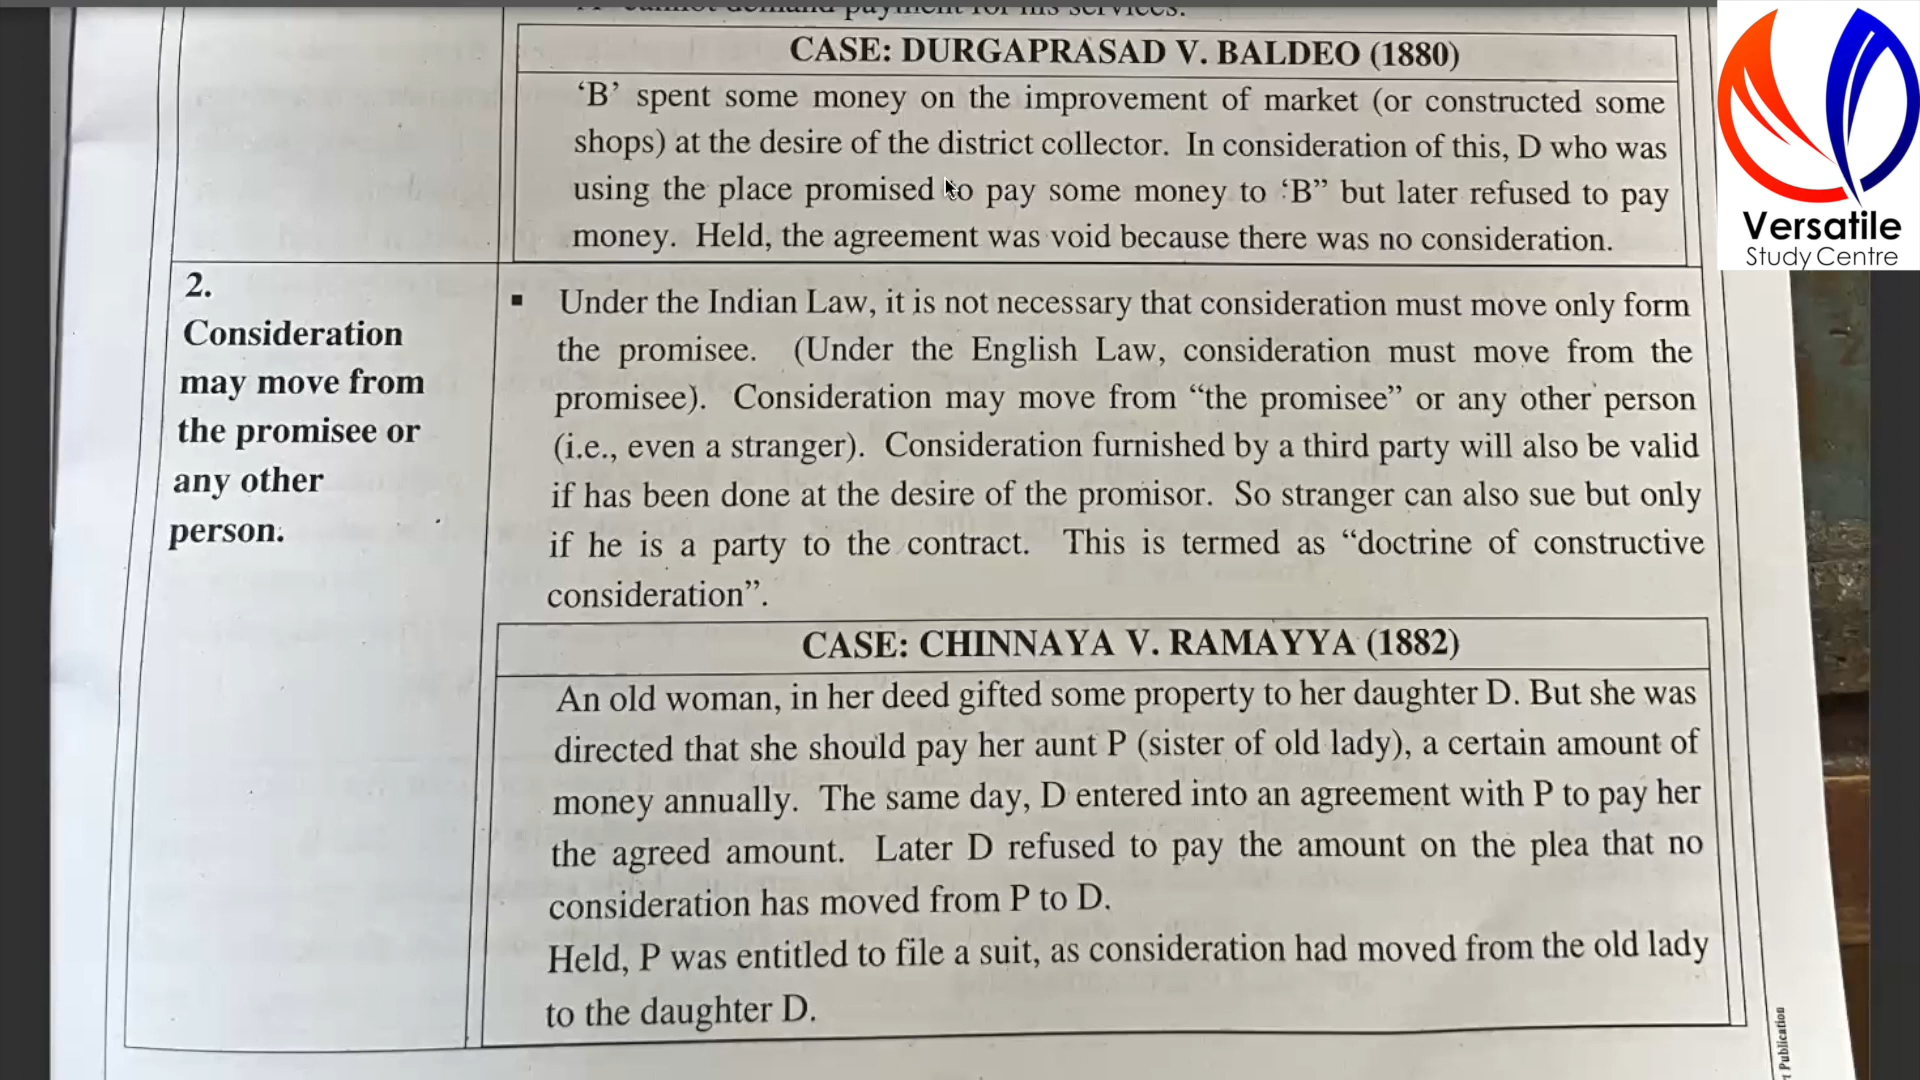 A' cannot demand payment for his services.
CASE: DURGAPRASAD V. BALDEO (1880)
‘B’ spent some money on the improvement of market (or constructed some
shops) at the desire of the district collector. In consideration of this, D who was
using the place promised to pay some money to ‘B” but later refused to pay
money. Held, the agreement was void because there was no consideration.
2.
Consideration
may move from
the promisee or
any other
person.
▪ Under the Indian Law, it is not necessary that consideration must move only form
the promisee. (Under the English Law, consideration must move from the
promisee). Consideration may move from “the promisee” or any other person
(i.e., even a stranger). Consideration furnished by a third party will also be valid
if has been done at the desire of the promisor. So stranger can also sue but only
if he is a party to the contract. This is termed as “doctrine of constructive
consideration”.
CASE: CHINNAYA V. RAMAYYA (1882)
An old woman, in her deed gifted some property to her daughter D. But she was
directed that she should pay her aunt P (sister of old lady), a certain amount of
money annually. The same day, D entered into an agreement with P to pay her
the agreed amount. Later D refused to pay the amount on the plea that no
consideration has moved from P to D.
Held, P was entitled to file a suit, as consideration had moved from the old lady
to the daughter D.
Versatile
Study Centre
Publication